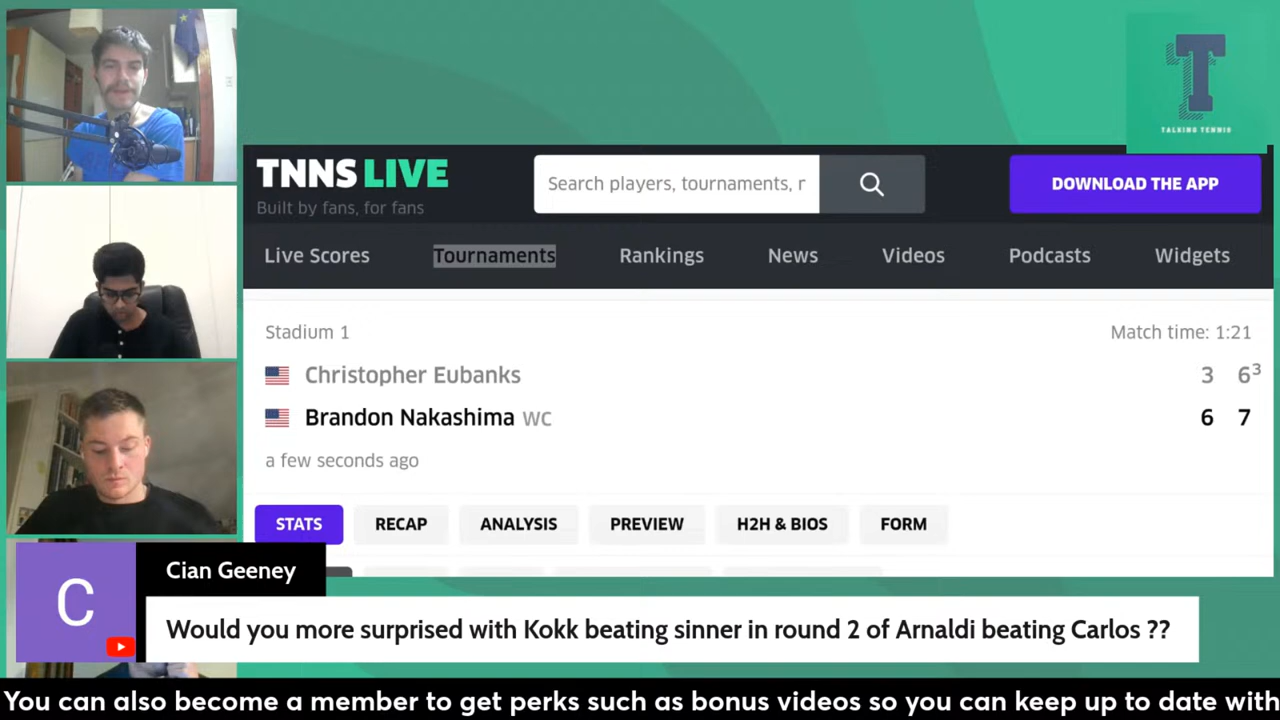 T
TALKING TENNIS
TNNS LIVE
Built by fans, for fans
Search players, tournaments, r
DOWNLOAD THE APP
Live Scores Tournaments Rankings News Videos Podcasts Widgets
Stadium 1 Match time: 1:21
Christopher Eubanks 3 6³
Brandon Nakashima WC 6 7
a few seconds ago
STATS RECAP ANALYSIS PREVIEW H2H & BIOS FORM
C
Cian Geeney
Would you more surprised with Kokk beating sinner in round 2 of Arnaldi beating Carlos ??
You can also become a member to get perks such as bonus videos so you can keep up to date with